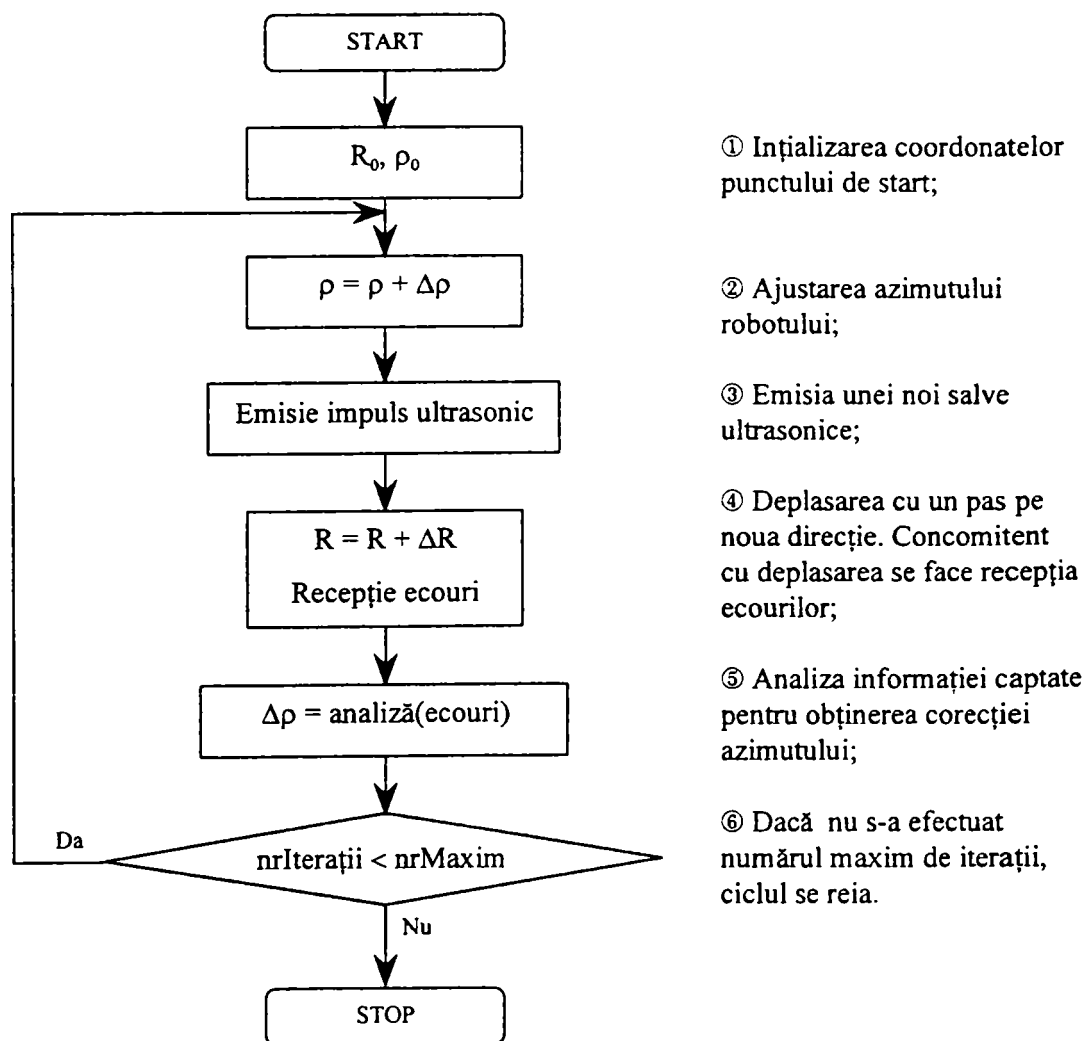 START
R₀, ρ₀
① Inţializarea coordonatelor
punctului de start;
ρ = ρ + Δρ
② Ajustarea azimutului
robotului;
Emisie impuls ultrasonic
③ Emisia unei noi salve
ultrasonice;
R = R + ΔR
Recepţie ecouri
④ Deplasarea cu un pas pe
noua direcţie. Concomitent
cu deplasarea se face recepţia
ecourilor;
Δρ = analiză(ecouri)
⑤ Analiza informaţiei captate
pentru obţinerea corecţiei
azimutului;
Da
nrIteraţii < nrMaxim
Nu
⑥ Dacă nu s-a efectuat
numărul maxim de iteraţii,
ciclul se reia.
STOP